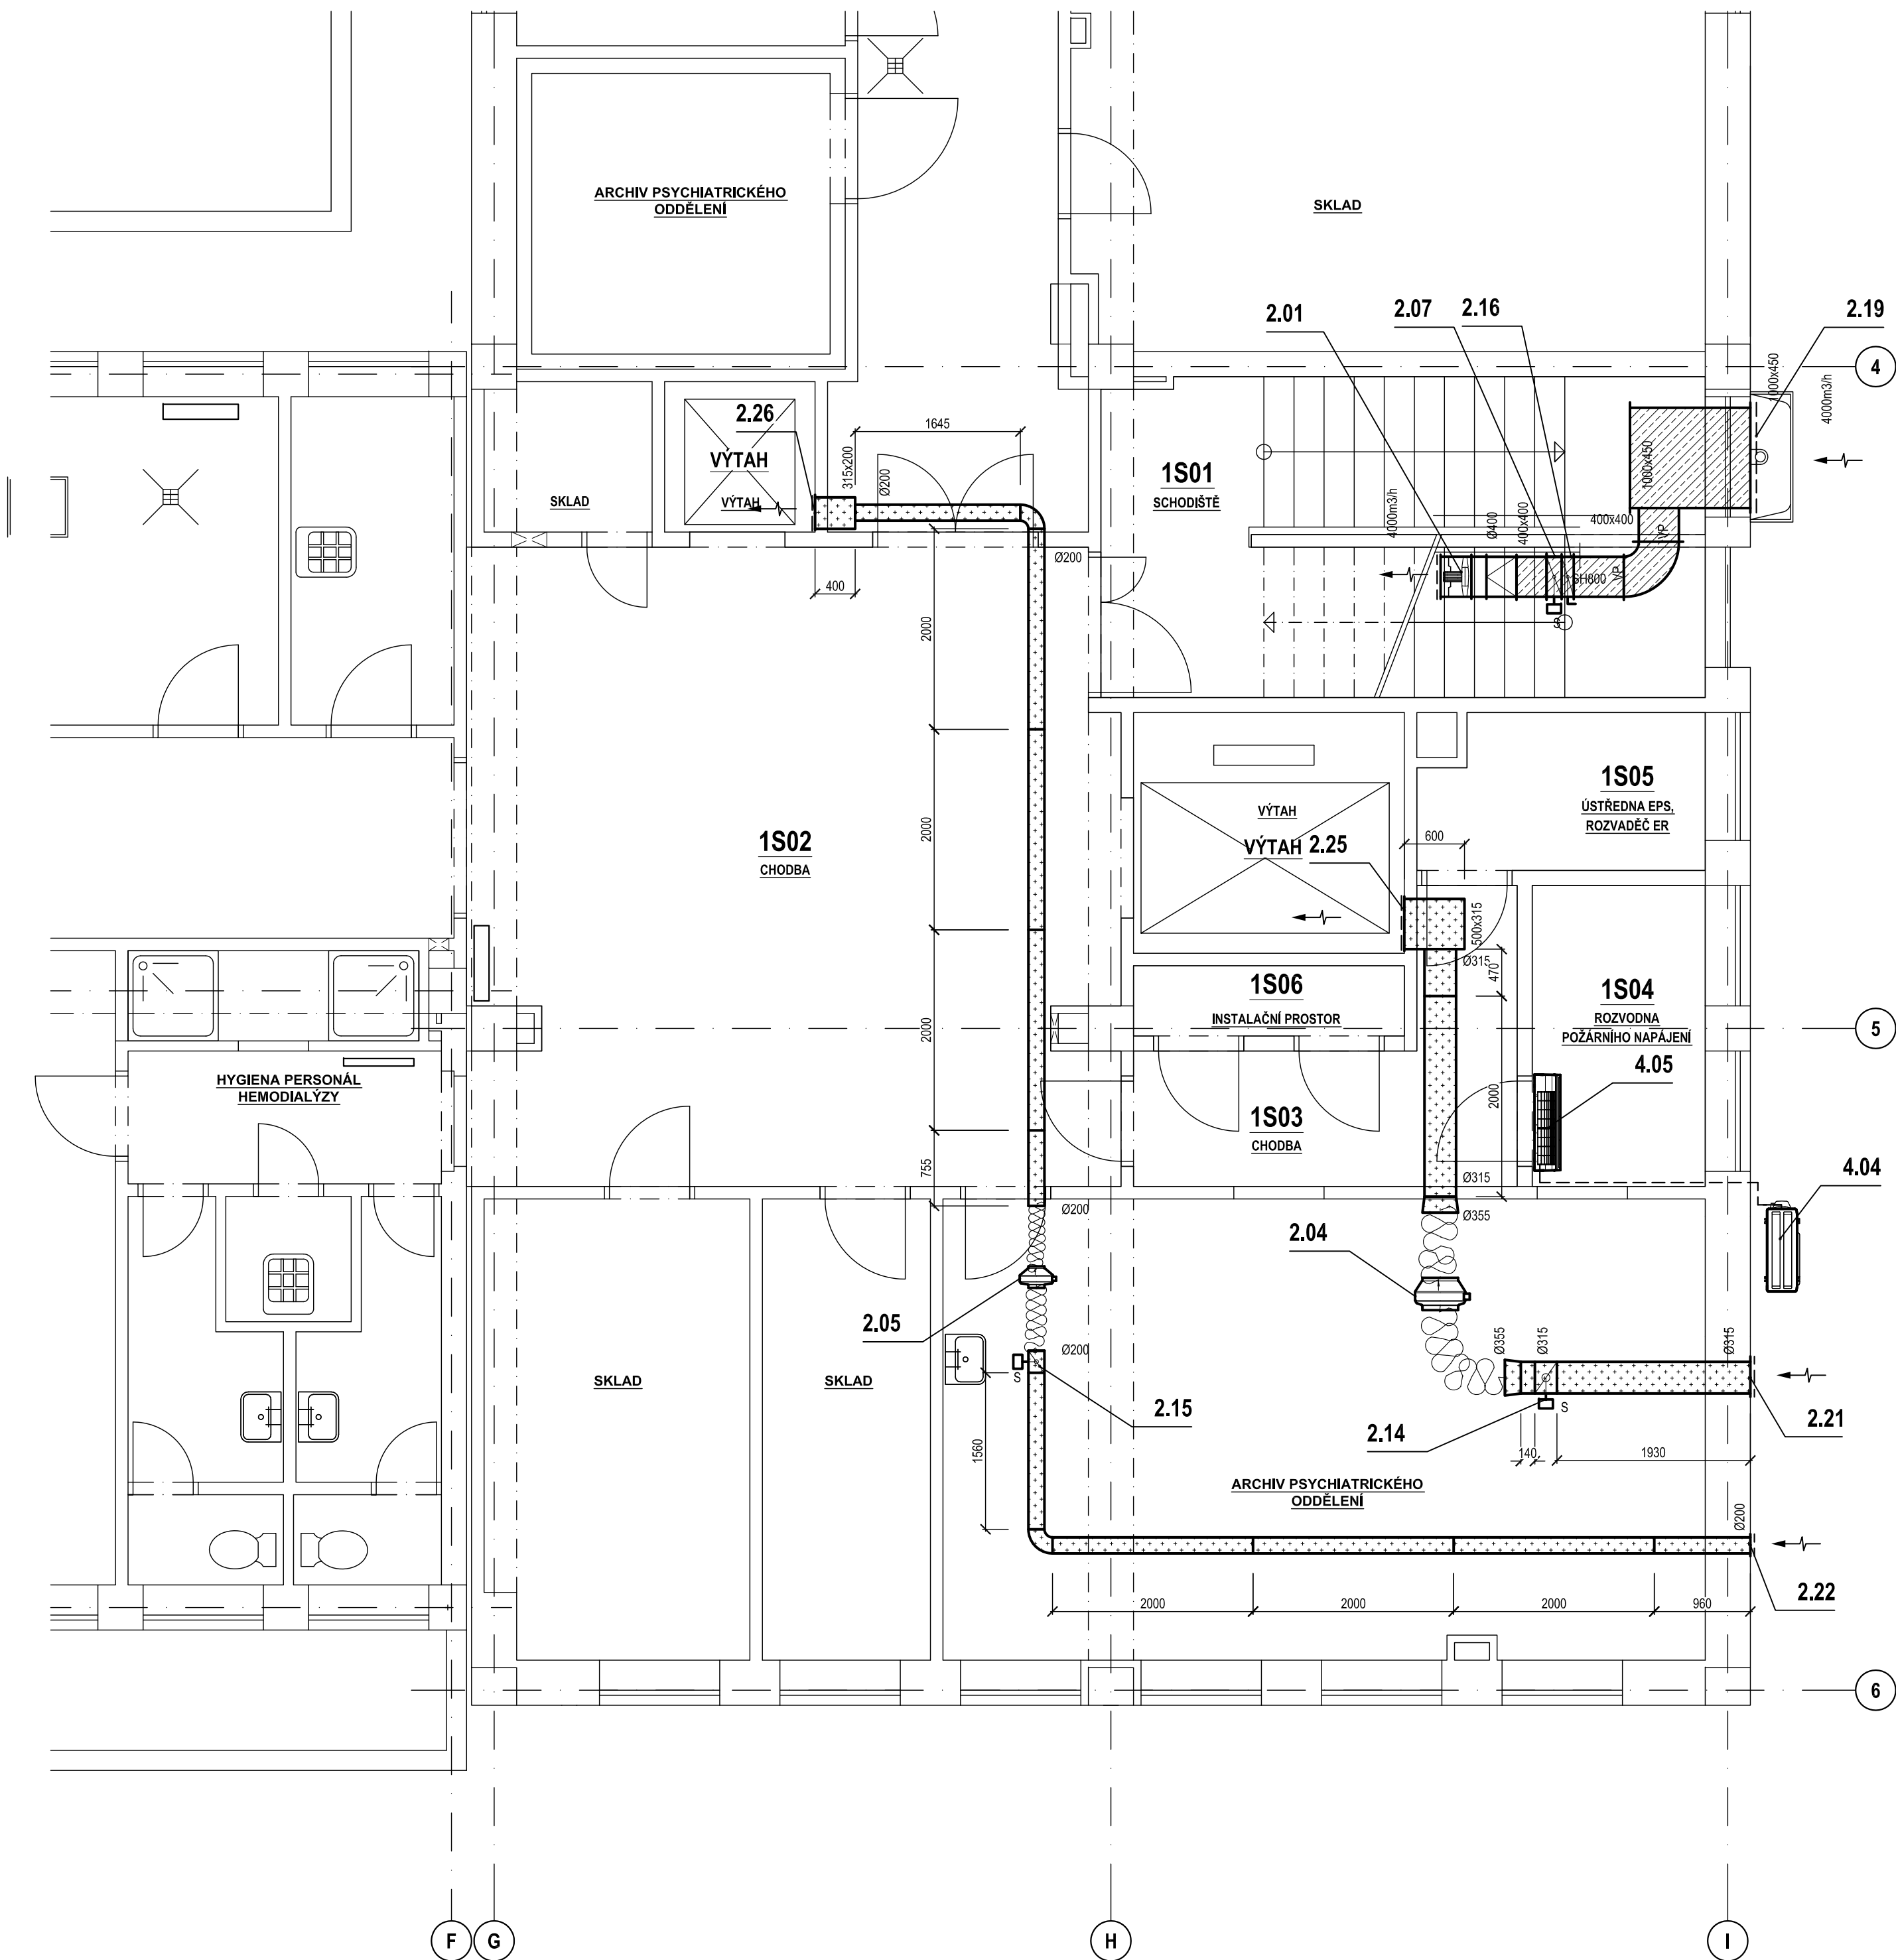 ARCHIV PSYCHIATRICKÉHO
ODDĚLENÍ
SKLAD
2.01
2.07
2.16
2.19
4
1000x450
4000m3/h
2.26
1645
315x200
Ø200
VÝTAH
VÝTAH
SKLAD
400
Ø200
1S01
SCHODIŠTĚ
4000m3/h
Ø400
400x400
400x400
1000x450
VP
VP
SH800
S
2000
2000
2000
755
1S02
CHODBA
VÝTAH
VÝTAH
2.25
600
1S05
ÚSTŘEDNA EPS,
ROZVADĚČ ER
500x315
Ø315
470
1S06
INSTALAČNÍ PROSTOR
1S04
ROZVODNA
POŽÁRNÍHO NAPÁJENÍ
5
4.05
2000
1S03
CHODBA
Ø315
Ø355
4.04
HYGIENA PERSONÁL
HEMODIALÝZY
Ø200
2.04
2.05
Ø200
S
2.15
1560
SKLAD
SKLAD
Ø355
Ø315
Ø315
S
2.14
2.21
140
1930
ARCHIV PSYCHIATRICKÉHO
ODDĚLENÍ
Ø200
2.22
2000
2000
2000
960
6
F
G
H
I